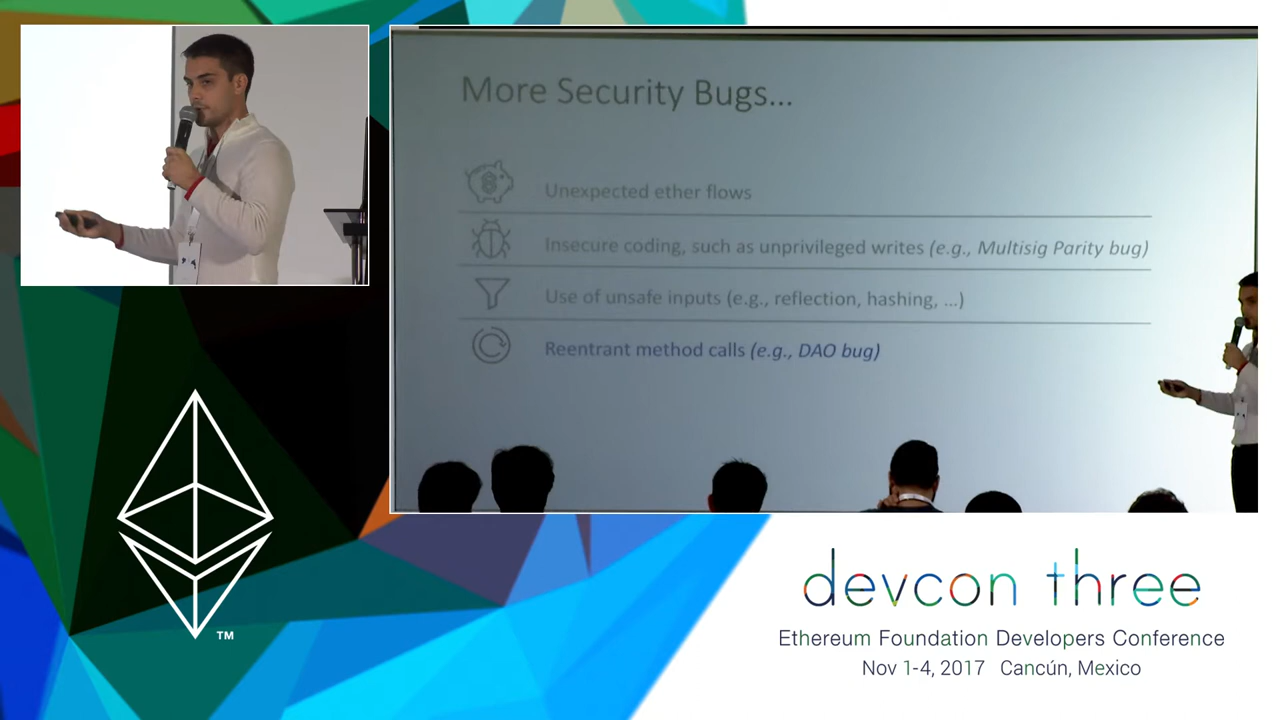 More Security Bugs...
Unexpected ether flows
Insecure coding, such as unprivileged writes (e.g., Multisig Parity bug)
Use of unsafe inputs (e.g., reflection, hashing, ...)
Reentrant method calls (e.g., DAO bug)
TM
devcon three
Ethereum Foundation Developers Conference
Nov 1-4, 2017 Cancún, Mexico